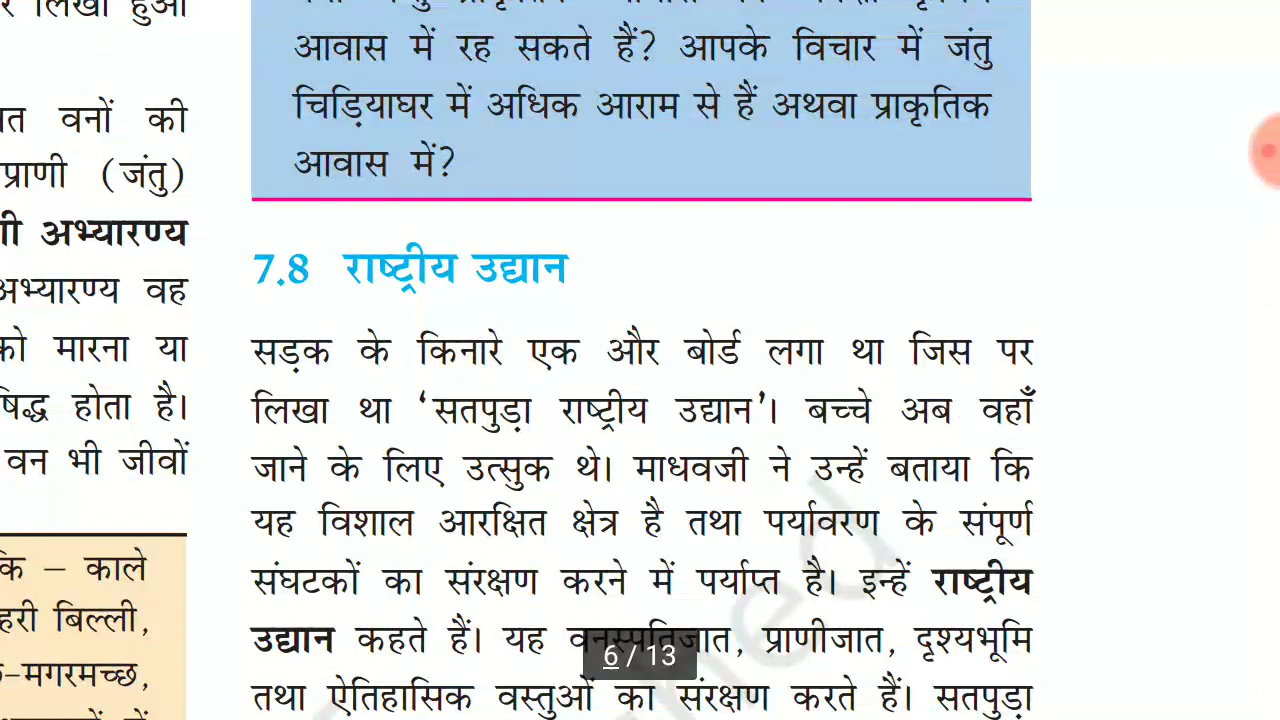 र लिखा हुआ
वनों की
प्राणी (जंतु)
अभ्यारण्य
अभ्यारण्य वह
को मारना या
होता है।
वन भी जीवों
कि – काले
बिल्ली,
-मगरमच्छ,
आवास में रह सकते हैं? आपके विचार में जंतु
चिड़ियाघर में अधिक आराम से हैं अथवा प्राकृतिक
आवास में?
7.8 राष्ट्रीय उद्यान
सड़क के किनारे एक और बोर्ड लगा था जिस पर
लिखा था ‘सतपुड़ा राष्ट्रीय उद्यान’। बच्चे अब वहाँ
जाने के लिए उत्सुक थे। माधवजी ने उन्हें बताया कि
यह विशाल आरक्षित क्षेत्र है तथा पर्यावरण के संपूर्ण
संघटकों का संरक्षण करने में पर्याप्त है। इन्हें राष्ट्रीय
उद्यान कहते हैं। यह वनस्पतिजात, प्राणीजात, दृश्यभूमि
तथा ऐतिहासिक वस्तुओं का संरक्षण करते हैं। सतपुड़ा
6 / 13